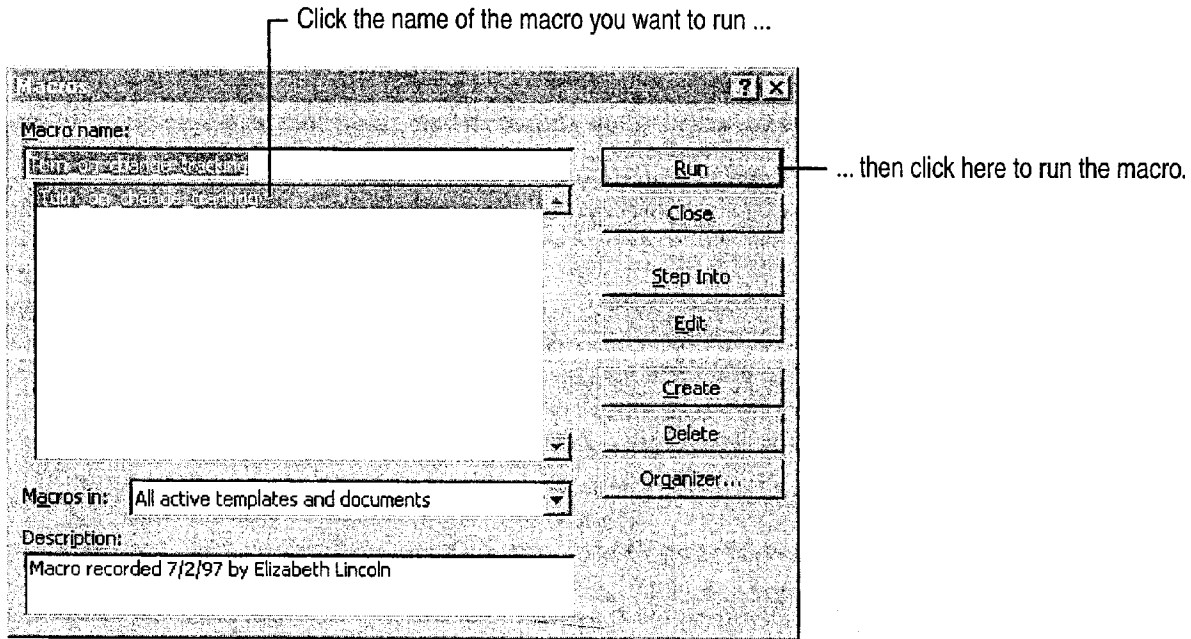 Click the name of the macro you want to run ...
Macros
? X
Macro name:
Turn_on_change_tracking
Run
... then click here to run the macro.
Close
Step Into
Edit
Create
Delete
Organizer...
Macros in:
All active templates and documents
Description:
Macro recorded 7/2/97 by Elizabeth Lincoln